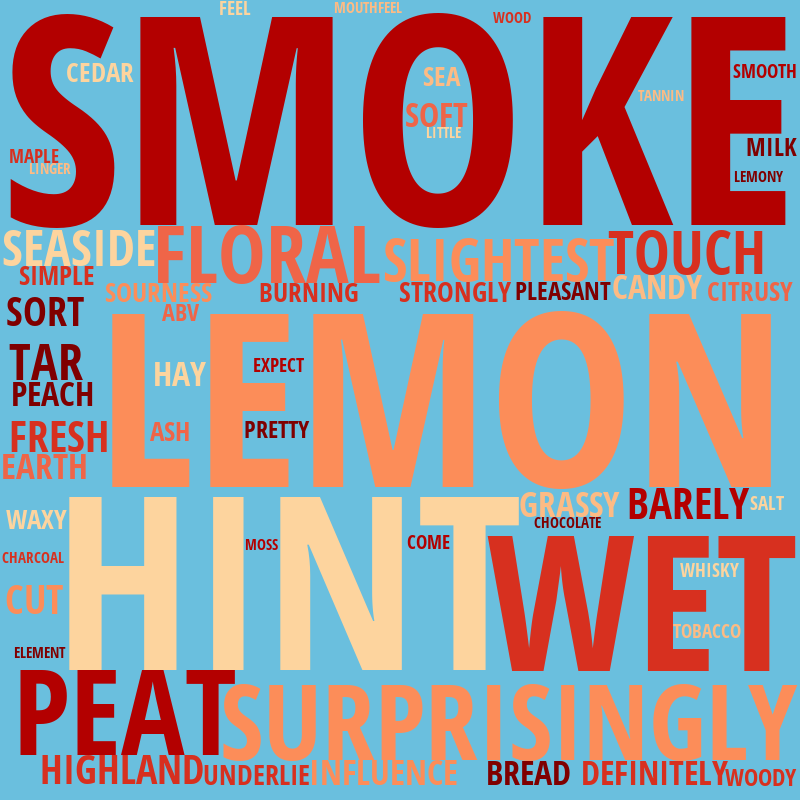 FEEL
MOUTHFEEL
WOOD
SMOKE
CEDAR
SEA
SMOOTH
TANNIN
SOFT
LITTLE
MAPLE
LINGER
MILK
LEMONY
SEASIDE
FLORAL
SLIGHTEST
TOUCH
SIMPLE
SOURNESS
BURNING
STRONGLY
PLEASANT
CANDY
CITRUSY
SORT
ABV
LEMON
TAR
HAY
EXPECT
PEACH
FRESH
ASH
PRETTY
EARTH
GRASSY
BARELY
SALT
WAXY
CHOCOLATE
HINT
MOSS
COME
WET
CHARCOAL
WHISKY
CUT
TOBACCO
ELEMENT
PEAT
SURPRISINGLY
HIGHLAND
UNDERLIE
INFLUENCE
BREAD
DEFINITELY
WOODY